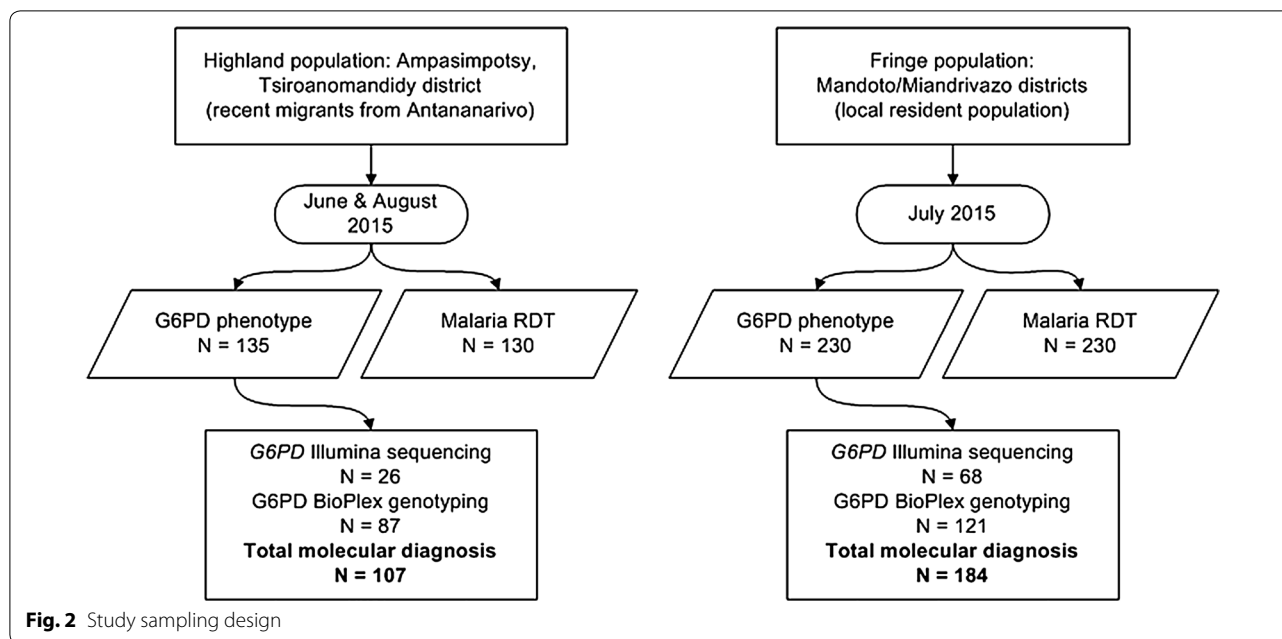 Highland population: Ampasimpotsy,
Tsiroanomandidy district
(recent migrants from Antananarivo)
June & August
2015
G6PD phenotype
N = 135
Malaria RDT
N = 130
G6PD Illumina sequencing
N = 26
G6PD BioPlex genotyping
N = 87
Total molecular diagnosis
N = 107
Fringe population:
Mandoto/Miandrivazo districts
(local resident population)
July 2015
G6PD phenotype
N = 230
Malaria RDT
N = 230
G6PD Illumina sequencing
N = 68
G6PD BioPlex genotyping
N = 121
Total molecular diagnosis
N = 184
Fig. 2 Study sampling design